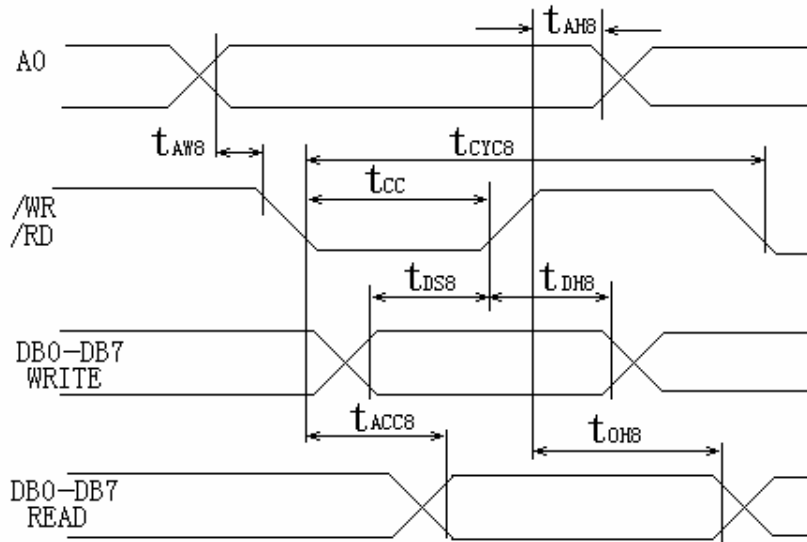 tAH8
A0
tAW8
tCYC8
tCC
/WR
/RD
tDS8
tDH8
DB0-DB7
WRITE
tACC8
tOH8
DB0-DB7
READ